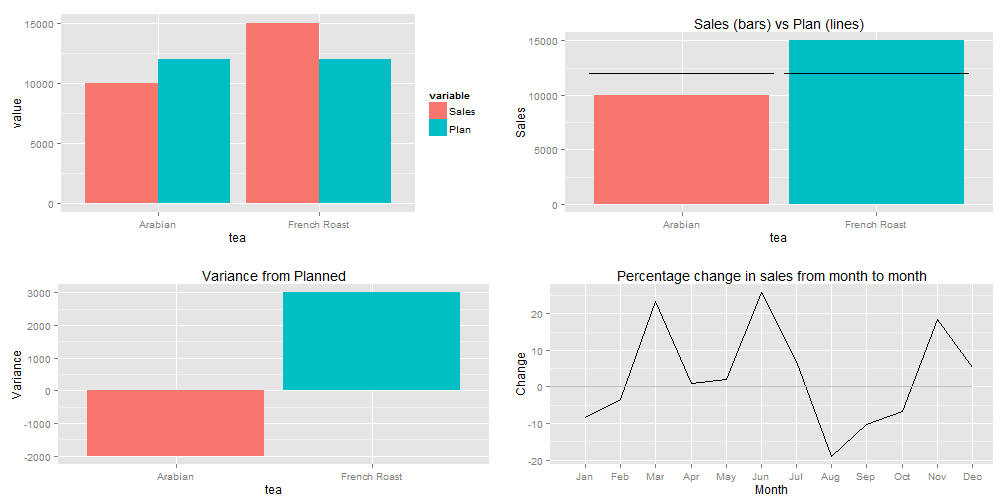 15000
10000
5000
0
value
Arabian
French Roast
tea
variable
Sales
Plan
Sales (bars) vs Plan (lines)
15000
10000
5000
0
Sales
Arabian
French Roast
tea
Variance from Planned
3000
2000
1000
0
-1000
-2000
Variance
Arabian
French Roast
tea
Percentage change in sales from month to month
20
10
0
-10
-20
Change
Jan Feb Mar Apr May Jun Jul Aug Sep Oct Nov Dec
Month